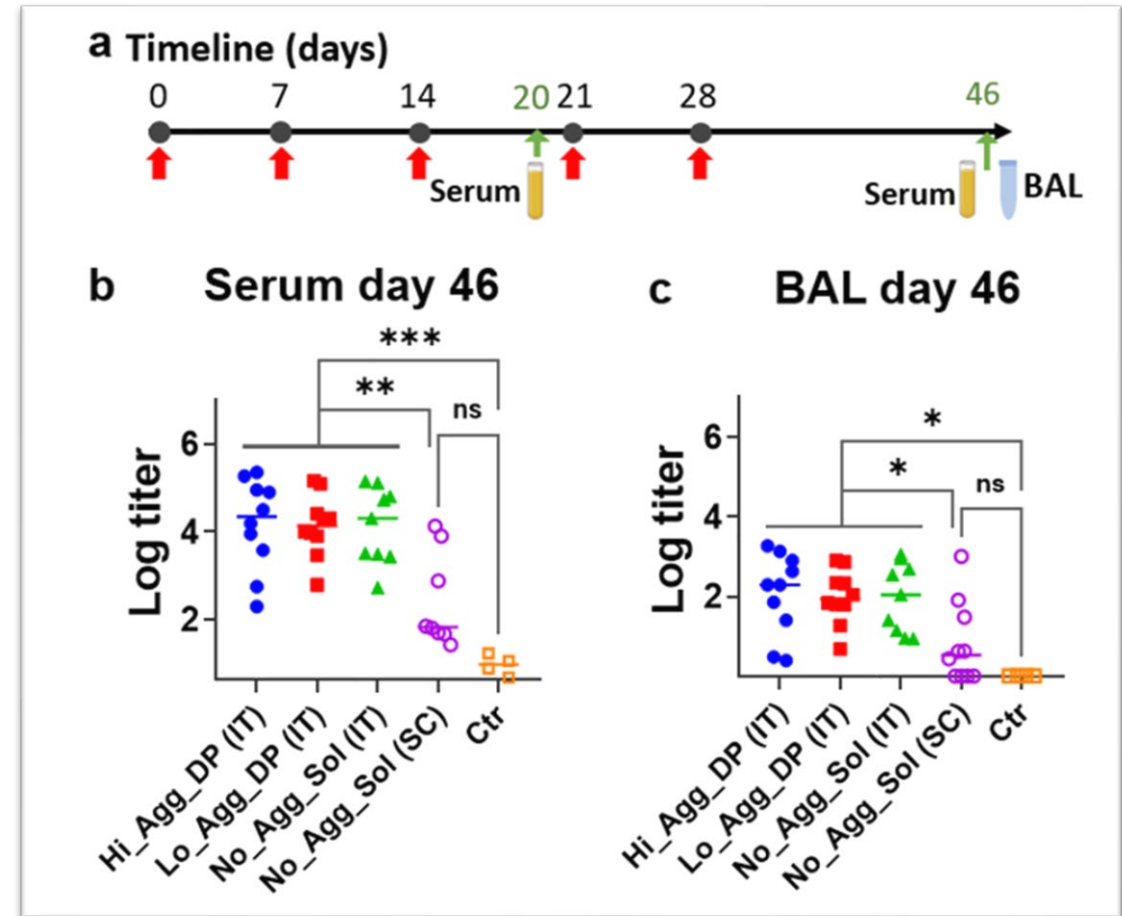 a Timeline (days)
0 7 14 20 21 28 46
Serum
Serum BAL
b Serum day 46
***
**
ns
6
4
2
Log titer
Hi_Agg_DP (IT)
Lo_Agg_DP (IT)
No_Agg_Sol (IT)
No_Agg_Sol (SC)
Ctr
c BAL day 46
*
*
ns
6
4
2
Log titer
Hi_Agg_DP (IT)
Lo_Agg_DP (IT)
No_Agg_Sol (IT)
No_Agg_Sol (SC)
Ctr